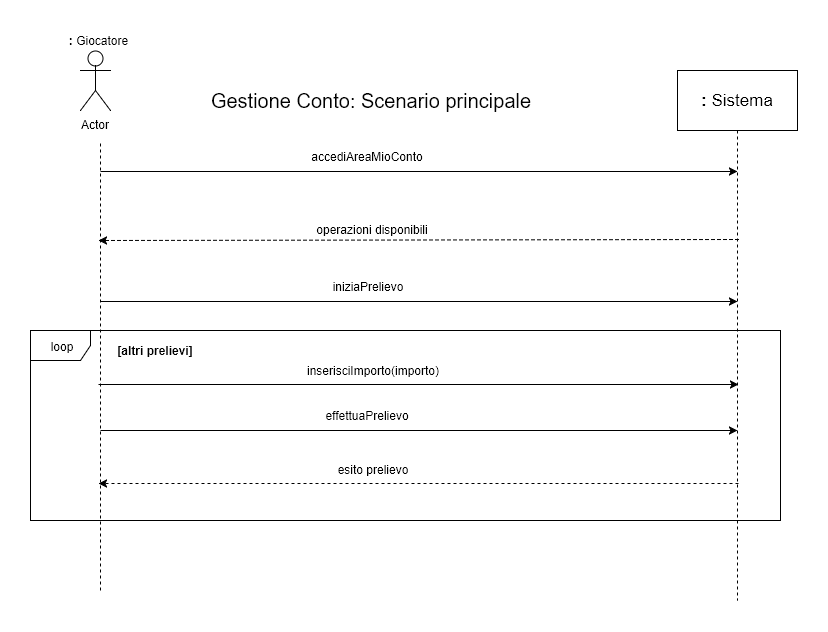 : Giocatore
Actor
Gestione Conto: Scenario principale
: Sistema
accediAreaMioConto
operazioni disponibili
iniziaPrelievo
loop
[altri prelievi]
inserisciImporto(importo)
effettuaPrelievo
esito prelievo